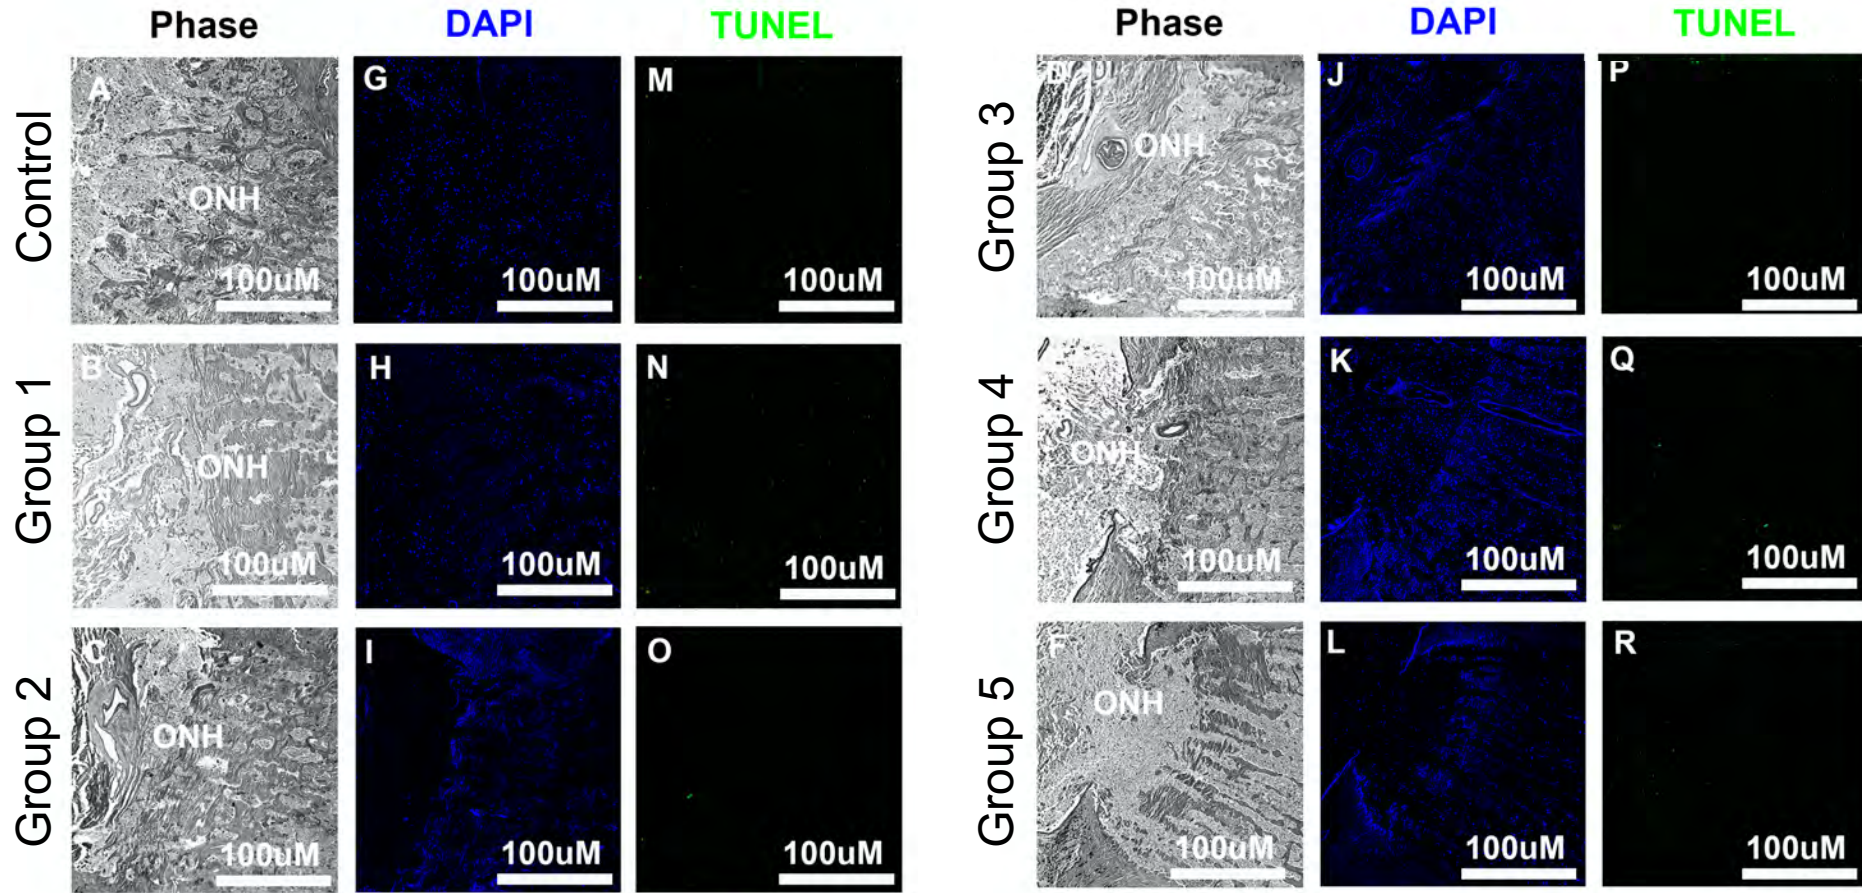 Phase DAPI TUNEL
Control
A ONH 100uM
G 100uM
M 100uM
Group 1
B ONH 100uM
H 100uM
N 100uM
Group 2
C ONH 100uM
I 100uM
O 100uM
Phase DAPI TUNEL
Group 3
D ONH 100uM
J 100uM
P 100uM
Group 4
ONH 100uM
K 100uM
Q 100uM
Group 5
F ONH 100uM
L 100uM
R 100uM